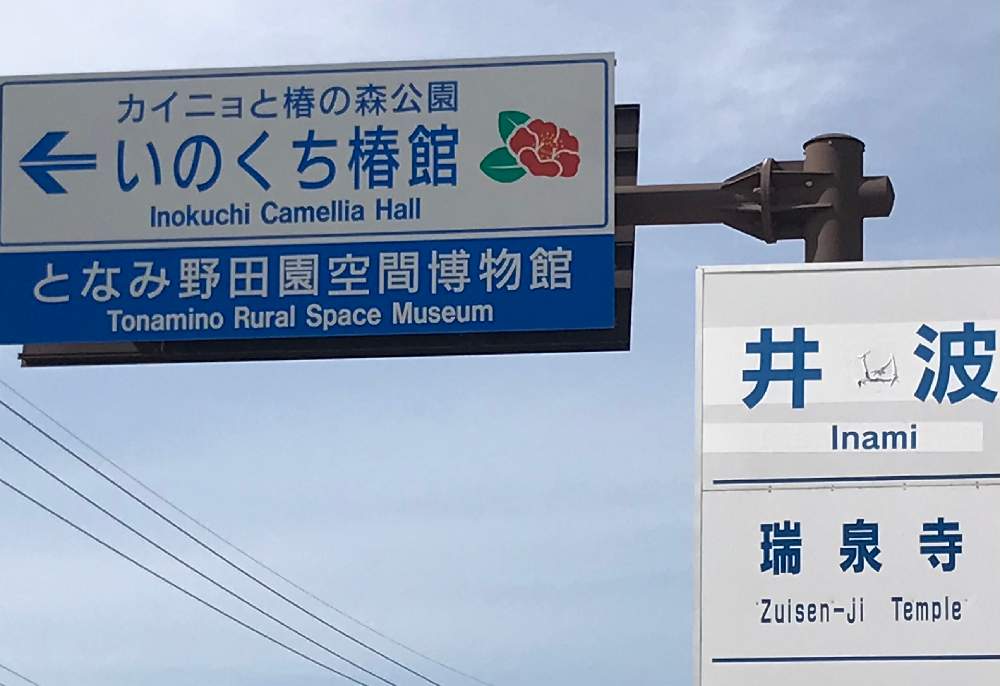 カイニョと椿の森公園
いのくち椿館
Inokuchi Camellia Hall
となみ野田園空間博物館
Tonamino Rural Space Museum
井波
Inami
瑞泉寺
Zuisen-ji Temple